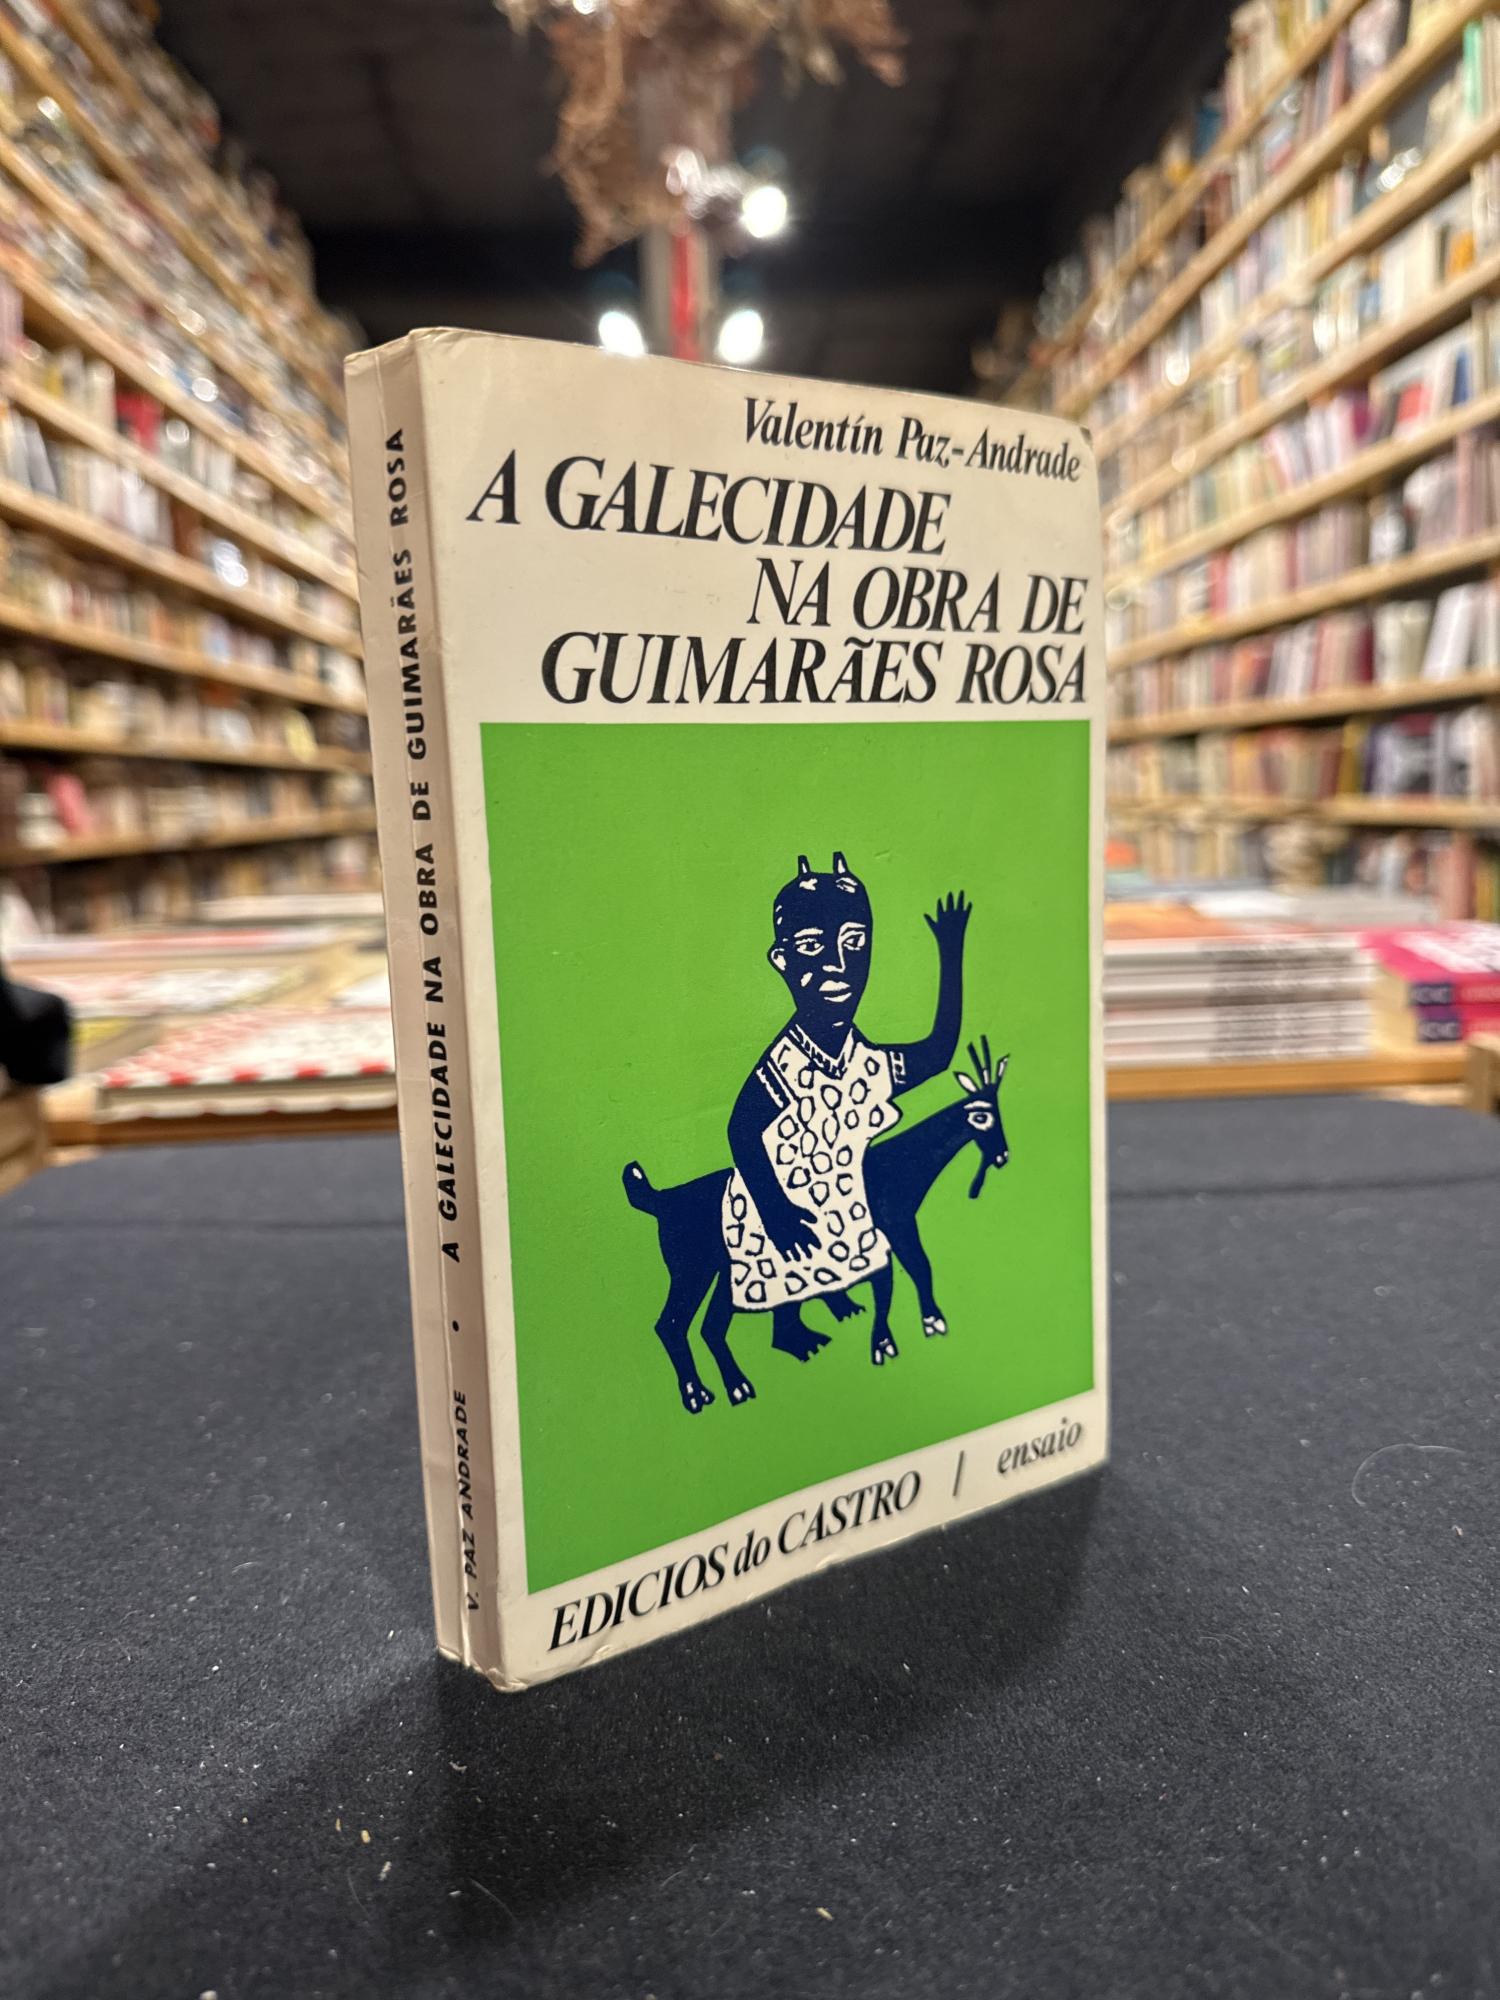 Valentín Paz-Andrade
A GALECIDADE
NA OBRA DE
GUIMARÃES ROSA
EDICIOS do CASTRO | ensaio
V. PAZ ANDRADE • A GALECIDADE NA OBRA DE GUIMARÃES ROSA